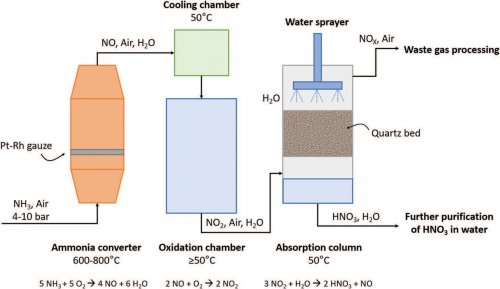 Cooling chamber
50°C
Water sprayer
NO, Air, H₂O
NOₓ, Air
Waste gas processing
H₂O
Pt-Rh gauze
Quartz bed
NH₃, Air
4-10 bar
NO₂, Air, H₂O
HNO₃, H₂O
Further purification
of HNO₃ in water
Ammonia converter
600-800°C
Oxidation chamber
≥50°C
Absorption column
50°C
5 NH₃ + 5 O₂ → 4 NO + 6 H₂O
2 NO + O₂ → 2 NO₂
3 NO₂ + H₂O → 2 HNO₃ + NO